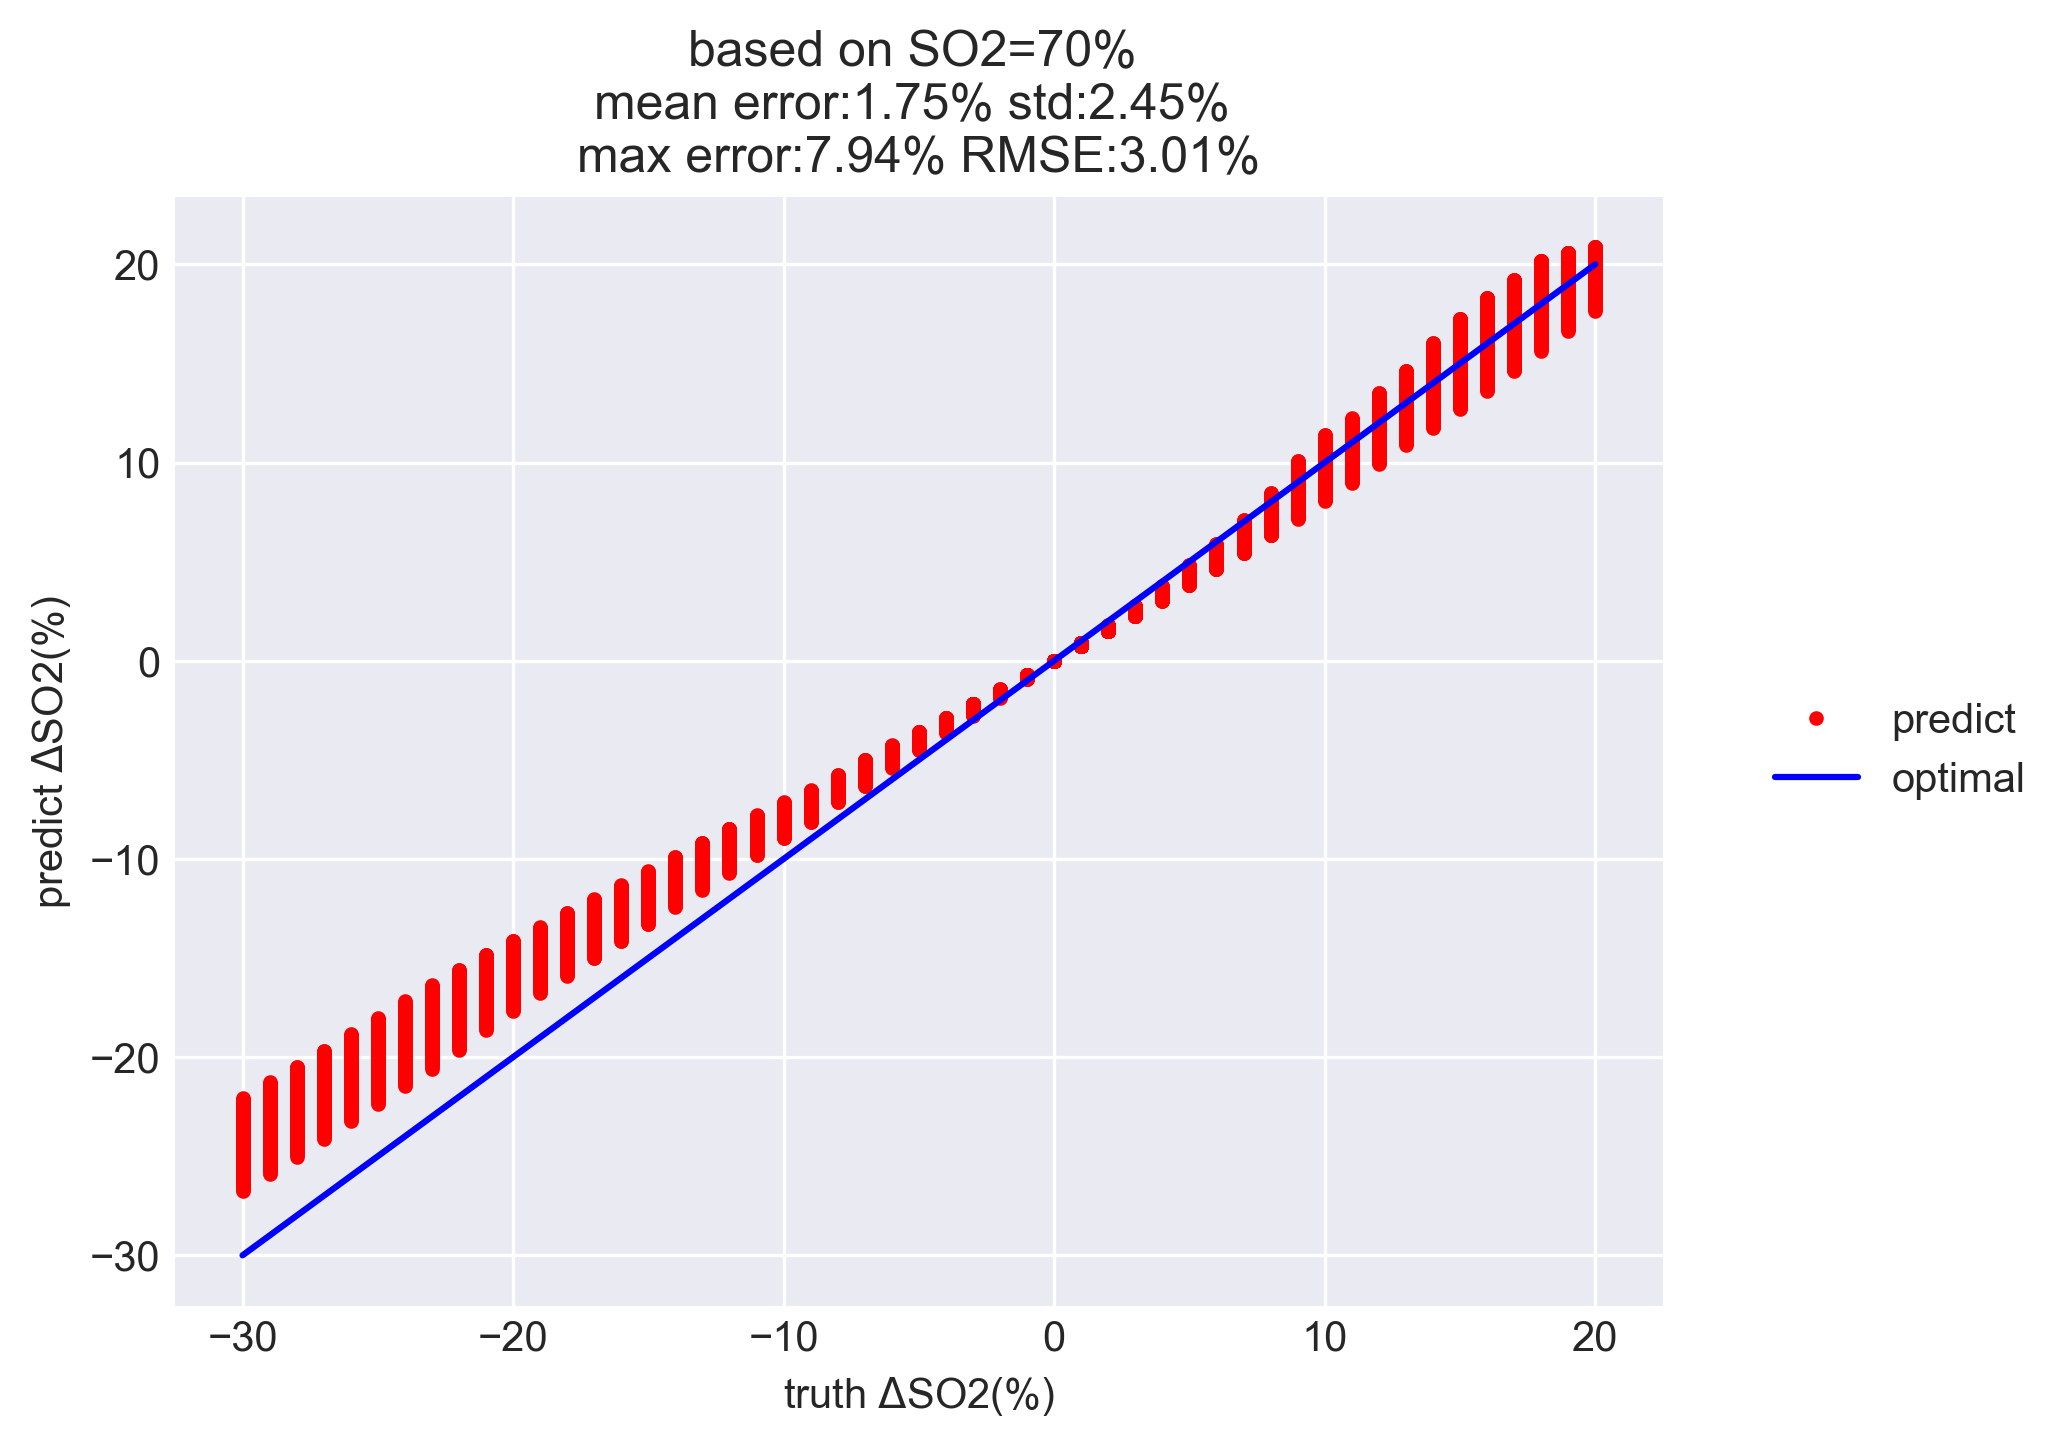 based on SO2=70%
mean error:1.75% std:2.45%
max error:7.94% RMSE:3.01%
predict ΔSO2(%)
20
10
0
−10
−20
−30
−30 −20 −10 0 10 20
truth ΔSO2(%)
predict
optimal